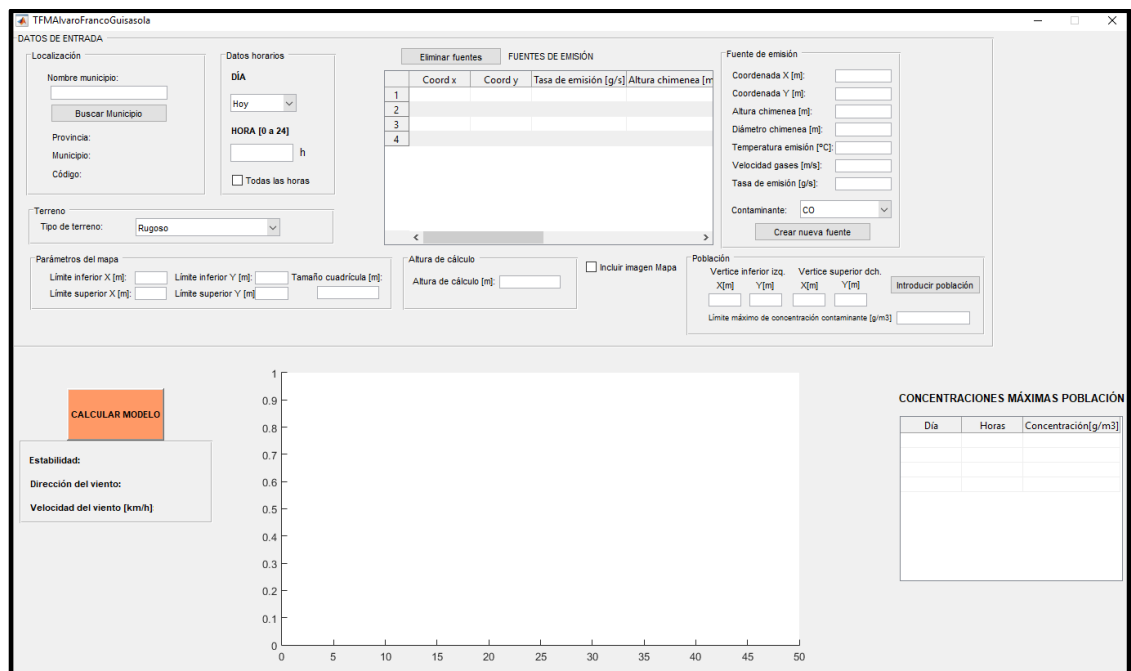 TFMAlvaroFrancoGuisasola
DATOS DE ENTRADA
Localización
Nombre municipio:
Buscar Municipio
Provincia:
Municipio:
Código:
Datos horarios
DÍA
Hoy
HORA [0 a 24]
h
Todas las horas
Terreno
Tipo de terreno: Rugoso
Eliminar fuentes FUENTES DE EMISIÓN
Coord x Coord y Tasa de emisión [g/s] Altura chimenea [m
1
2
3
4
Fuente de emisión
Coordenada X [m]:
Coordenada Y [m]:
Altura chimenea [m]:
Diámetro chimenea [m]:
Temperatura emisión [ºC]:
Velocidad gases [m/s]:
Tasa de emisión [g/s]:
Contaminante: CO
Crear nueva fuente
Parámetros del mapa
Límite inferior X [m]: Límite inferior Y [m]: Tamaño cuadrícula [m]:
Límite superior X [m]: Límite superior Y [m]
Altura de cálculo
Altura de cálculo [m]:
Incluir imagen Mapa
Población
Vertice inferior izq. Vertice superior dch.
X[m] Y[m] X[m] Y[m] Introducir población
Límite máximo de concentración contaminante [g/m3]
CALCULAR MODELO
Estabilidad:
Dirección del viento:
Velocidad del viento [km/h]
1
0.9
0.8
0.7
0.6
0.5
0.4
0.3
0.2
0.1
0
0 5 10 15 20 25 30 35 40 45 50
CONCENTRACIONES MÁXIMAS POBLACIÓN
Día Horas Concentración[g/m3]